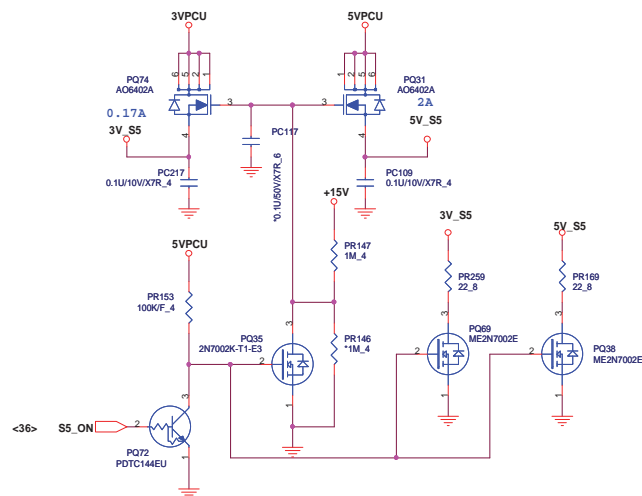 3VPCU
5VPCU
PQ74
AO6402A
6
5
2
1
3
4
0.17A
3V_S5
PC217
0.1U/10V/X7R_4
PC117
*0.1U/50V/X7R_6
1
2
5
6
3
4
PQ31
AO6402A
2A
5V_S5
PC109
0.1U/10V/X7R_4
+15V
PR147
1M_4
5VPCU
PR153
100K/F_4
PQ35
2N7002K-T1-E3
3
2
1
PR146
*1M_4
3V_S5
PR259
22_8
PQ69
ME2N7002E
3
2
1
5V_S5
PR169
22_8
3
2
1
PQ38
ME2N7002E
<36>
S5_ON
2
3
1
PQ72
PDTC144EU